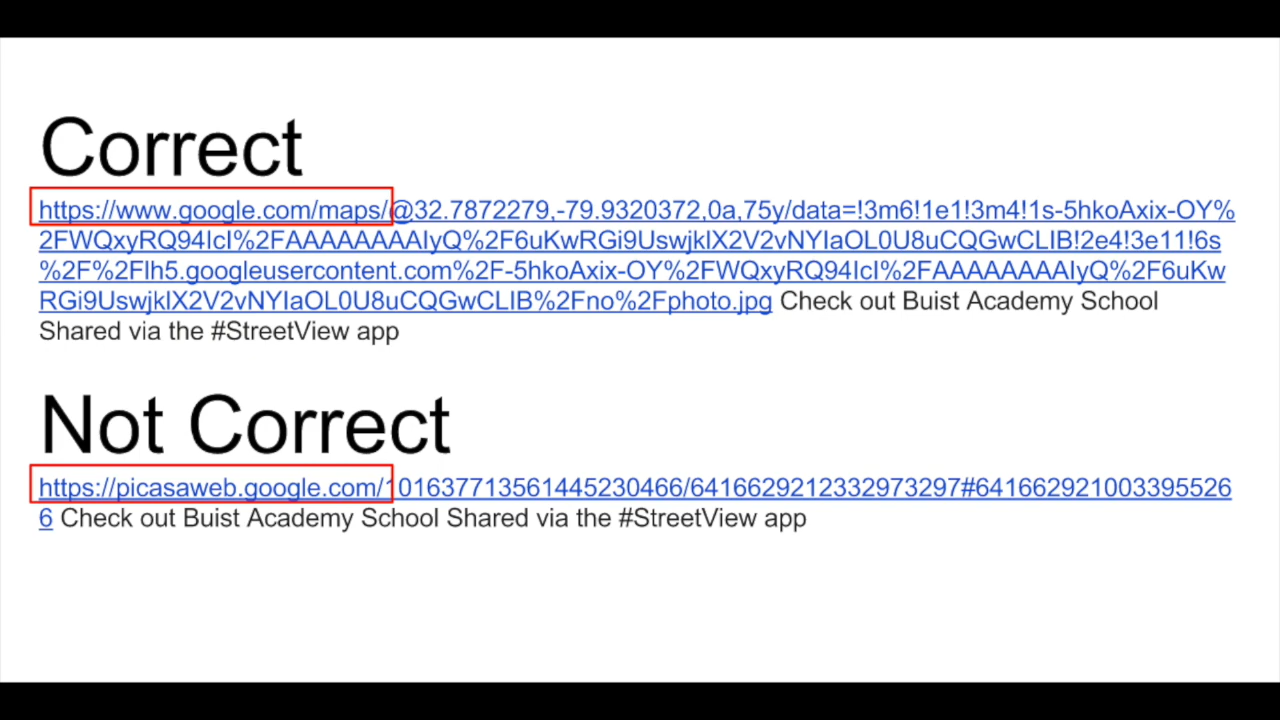 Correct
https://www.google.com/maps/@32.7872279,-79.9320372,0a,75y/data=!3m6!1e1!3m4!1s-5hkoAxix-OY%
2FWQxyRQ94IcI%2FAAAAAAAAIyQ%2F6uKwRGi9UswjklX2V2vNYIaOL0U8uCQGwCLIB!2e4!3e11!6s
%2F%2Flh5.googleusercontent.com%2F-5hkoAxix-OY%2FWQxyRQ94IcI%2FAAAAAAAAIyQ%2F6uKw
RGi9UswjklX2V2vNYIaOL0U8uCQGwCLIB%2Fno%2Fphoto.jpg Check out Buist Academy School
Shared via the #StreetView app
Not Correct
https://picasaweb.google.com/101637713561445230466/6416629212332973297#641662921003395526
6 Check out Buist Academy School Shared via the #StreetView app